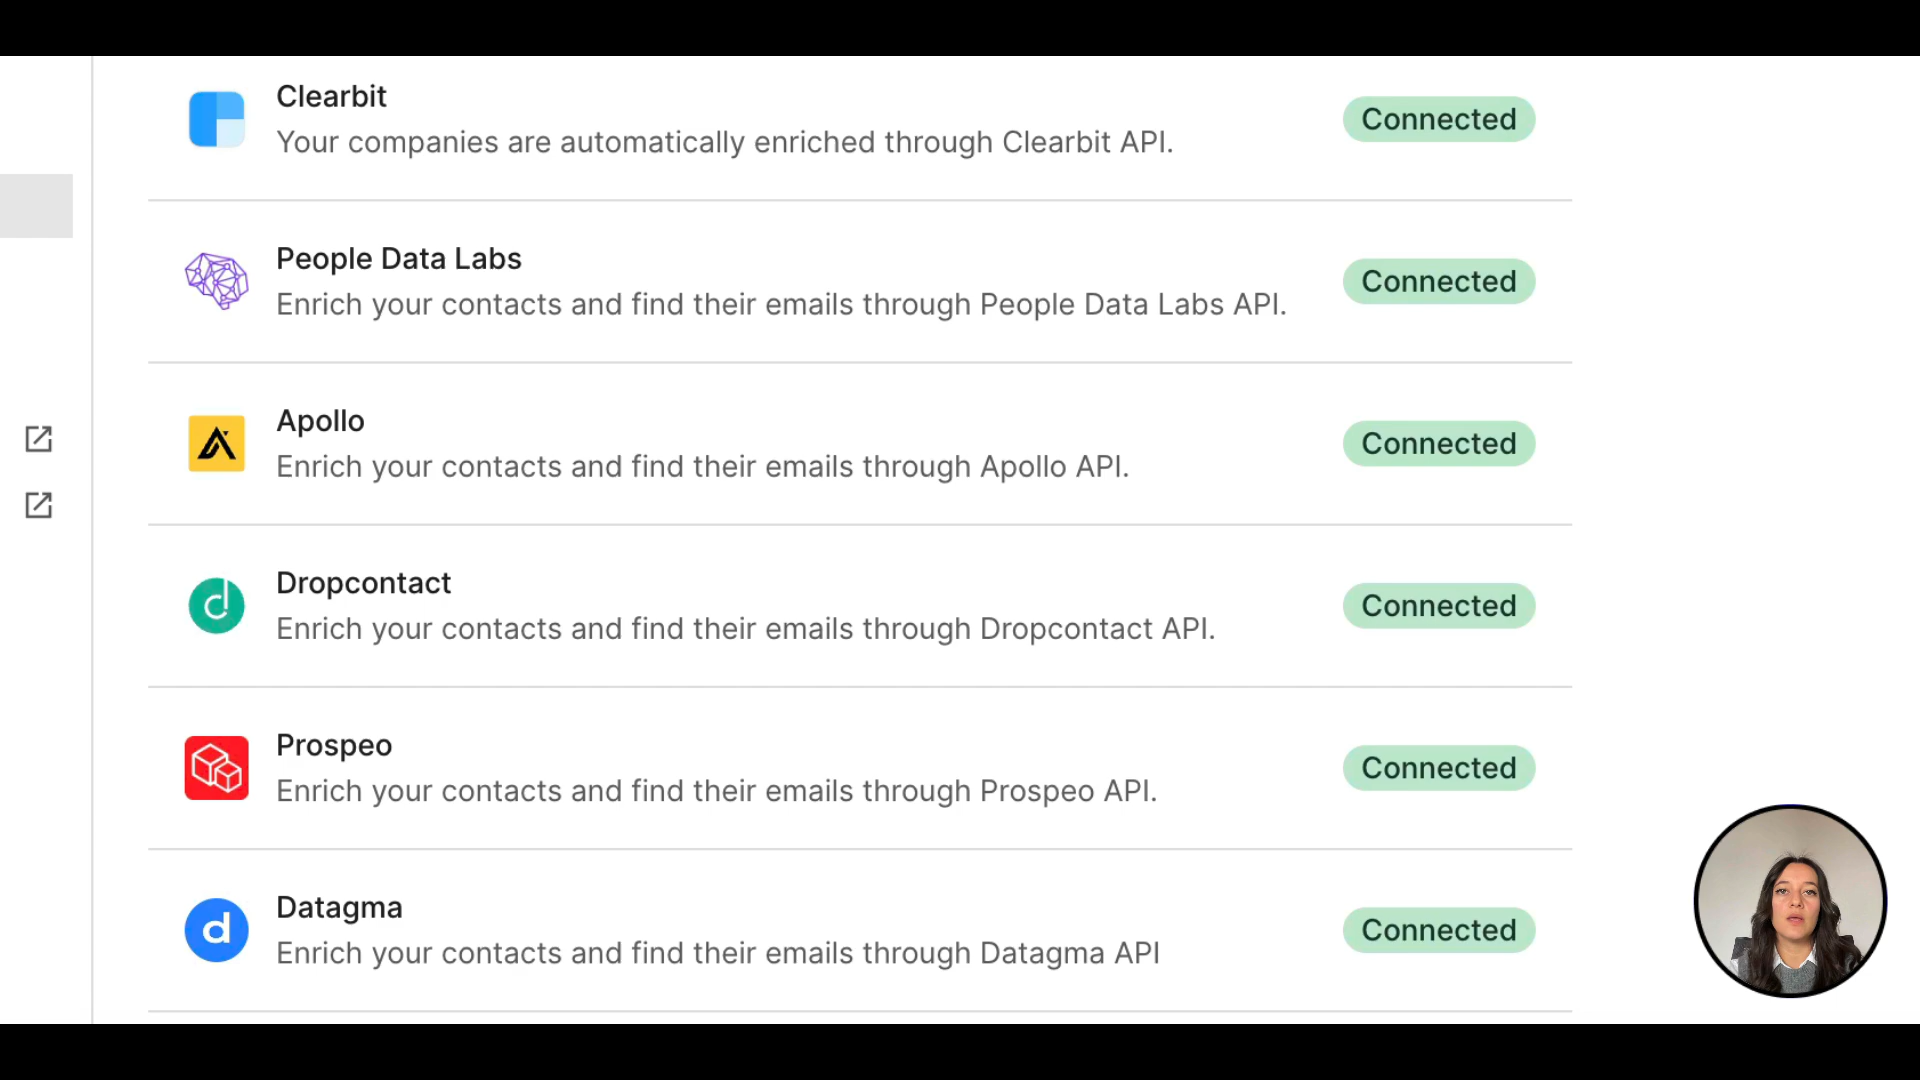 Clearbit
Your companies are automatically enriched through Clearbit API.
Connected
People Data Labs
Enrich your contacts and find their emails through People Data Labs API.
Connected
Apollo
Enrich your contacts and find their emails through Apollo API.
Connected
Dropcontact
Enrich your contacts and find their emails through Dropcontact API.
Connected
Prospeo
Enrich your contacts and find their emails through Prospeo API.
Connected
Datagma
Enrich your contacts and find their emails through Datagma API
Connected